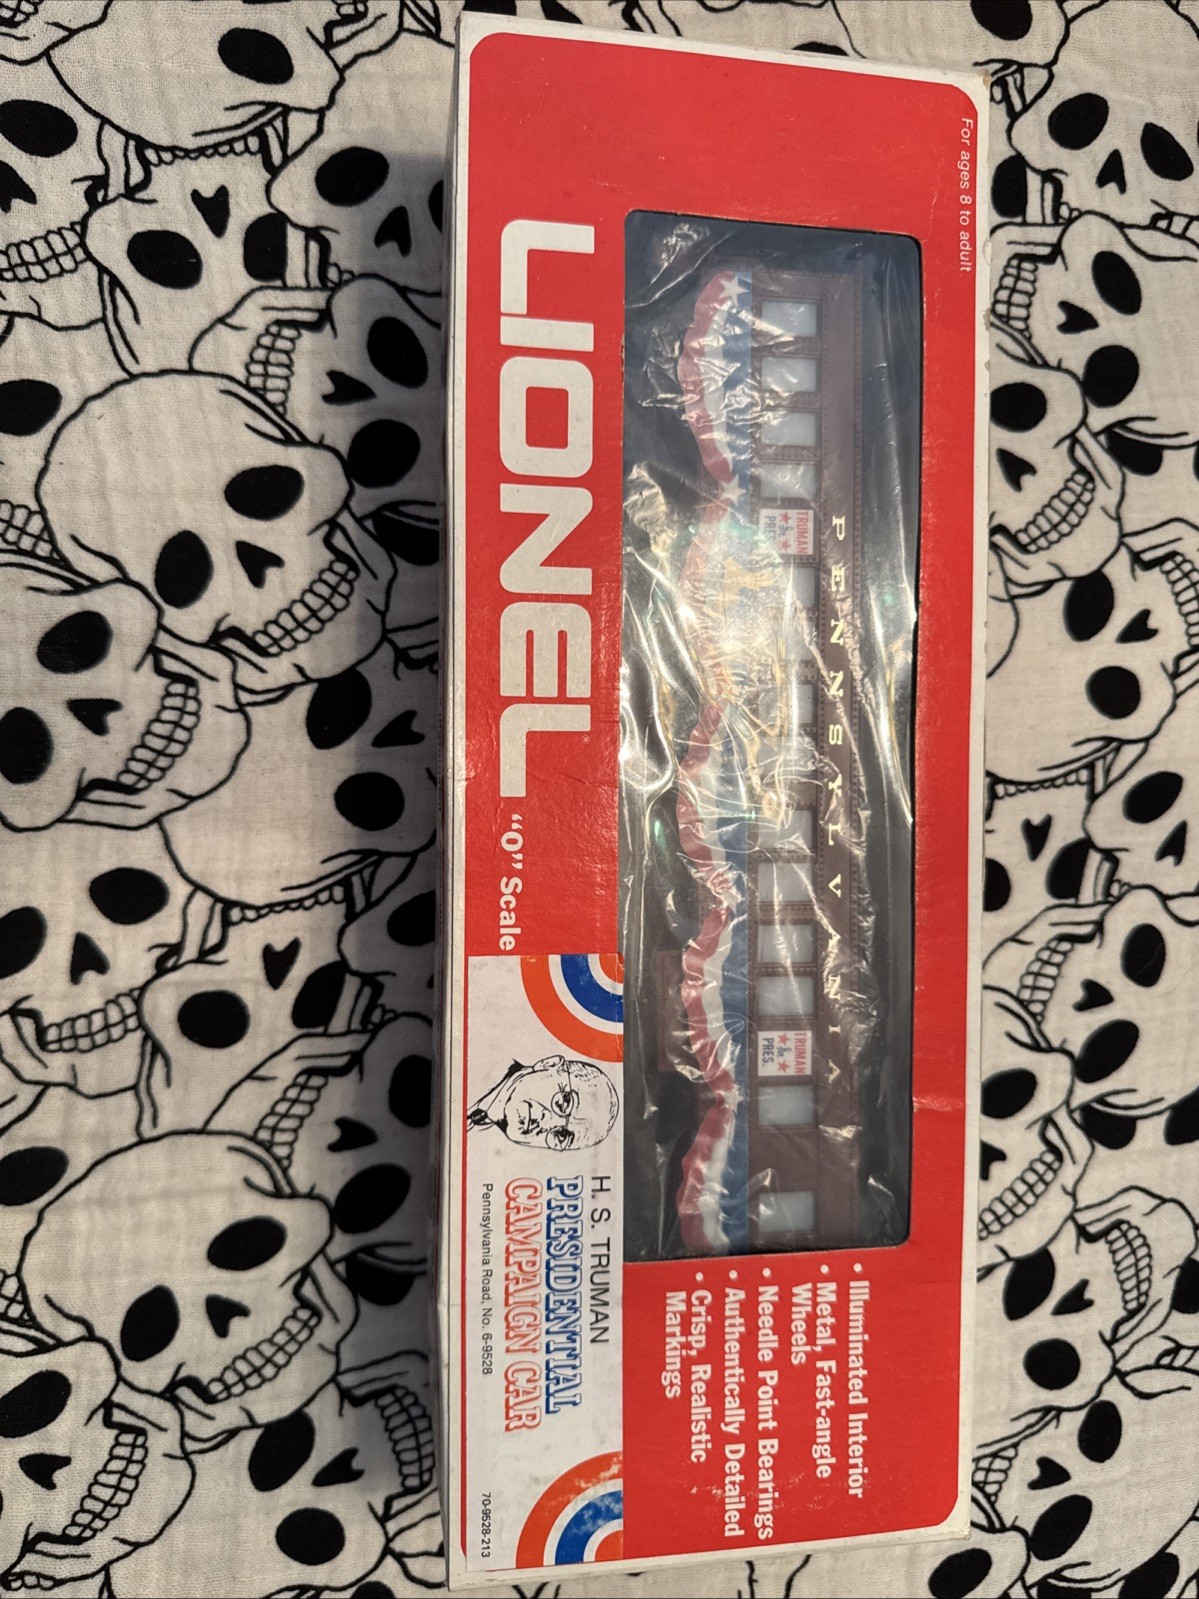 For ages 8 to adult
PENNSYLVANIA
TRUMAN
for
PRES.
TRUMAN
for
PRES.
LIONEL® "O" Scale
• Illuminated Interior
• Metal, Fast-angle
Wheels
• Needle Point Bearings
• Authentically Detailed
• Crisp, Realistic
Markings
H. S. TRUMAN
PRESIDENTIAL
CAMPAIGN CAR
Pennsylvania Road, No. 6-9528
70-9528-213